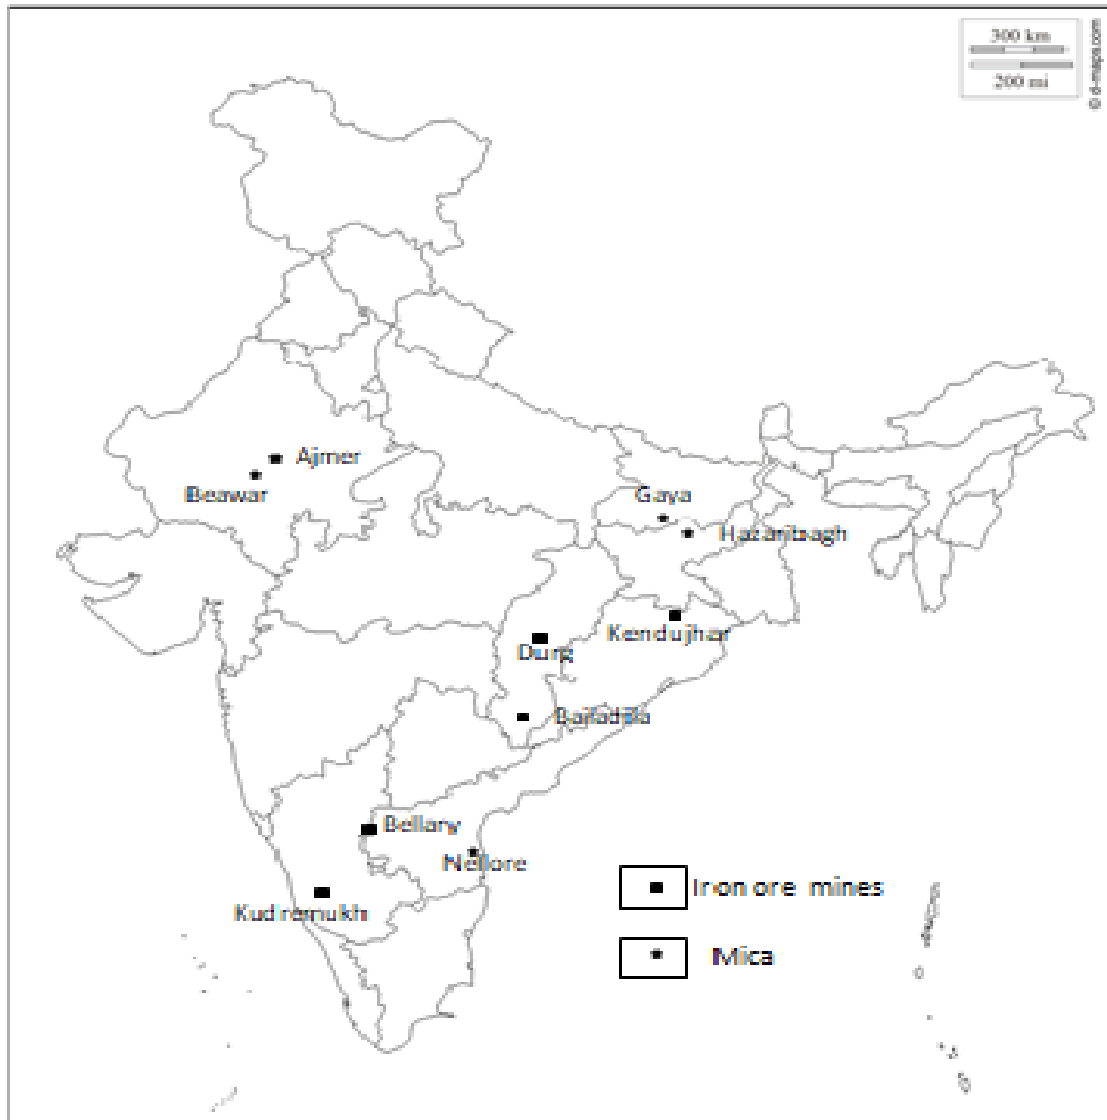 300 km
200 mi
© d-maps.com
Ajmer
Beawar
Gaya
Hazaribagh
Kendujhar
Durg
Bailadila
Bellary
Nellore
Kudremukh
Iron ore mines
Mica